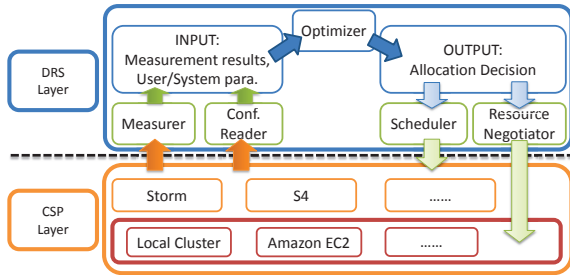 DRS
Layer
INPUT:
Measurement results,
User/System para.
Optimizer
OUTPUT:
Allocation Decision
Measurer
Conf.
Reader
Scheduler
Resource
Negotiator
CSP
Layer
Storm
S4
......
Local Cluster
Amazon EC2
......